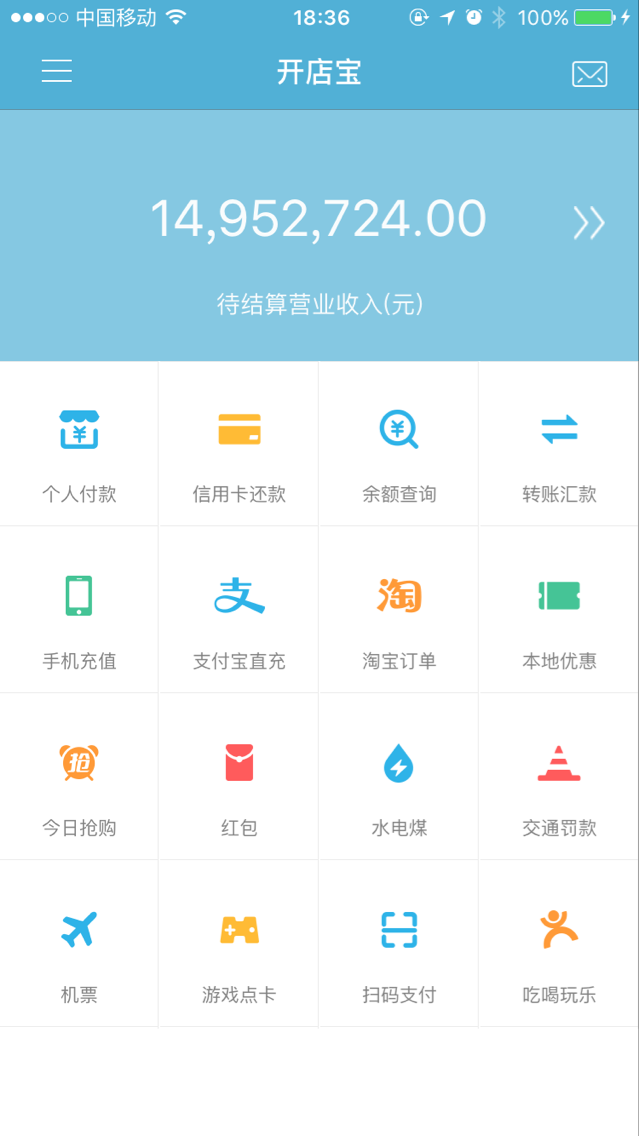 中国移动 18:36 100%
开店宝
14,952,724.00
待结算营业收入(元)
个人付款 信用卡还款 余额查询 转账汇款
支 淘
手机充值 支付宝直充 淘宝订单 本地优惠
抢
今日抢购 红包 水电煤 交通罚款
机票 游戏点卡 扫码支付 吃喝玩乐